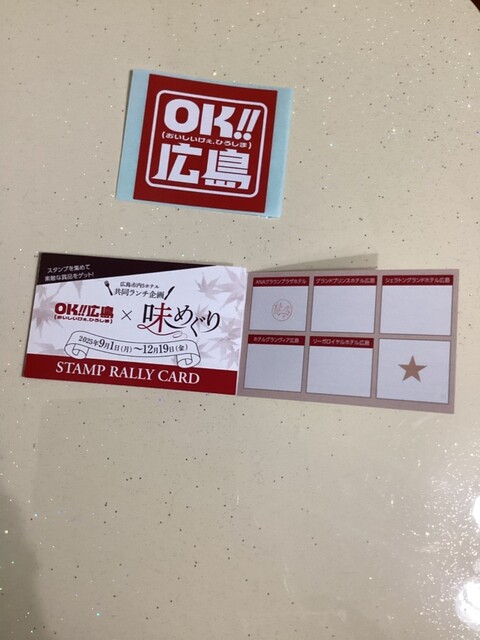 OK!!
(おいしいけぇ、ひろしま)
広島
スタンプを集めて
素敵な賞品をゲット!
広島市内5ホテル
共同ランチ企画
OK!!広島
(おいしいけぇ、ひろしま)
×
味めぐり
2025年9月1日(月)〜12月19日(金)
STAMP RALLY CARD
ANAクラウンプラザホテル
グランドプリンスホテル広島
シェラトングランドホテル広島
ホテルグランヴィア広島
リーガロイヤルホテル広島